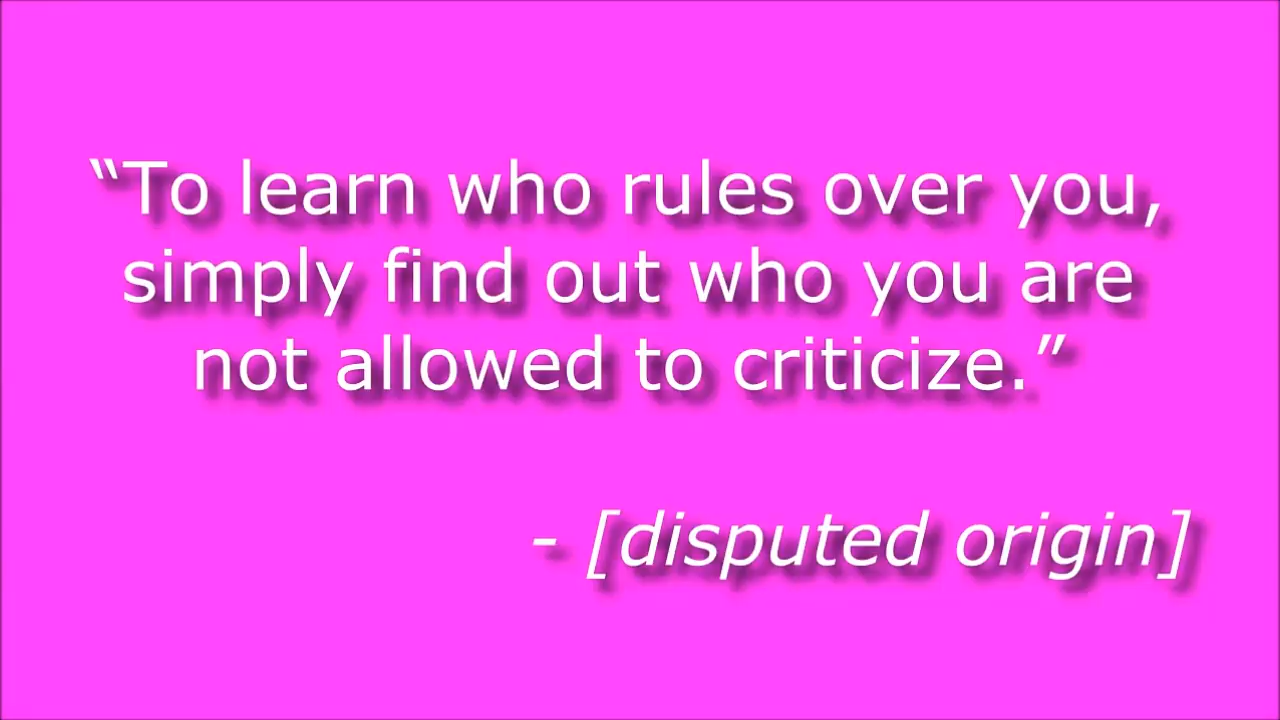 “To learn who rules over you,
simply find out who you are
not allowed to criticize.”
- [disputed origin]